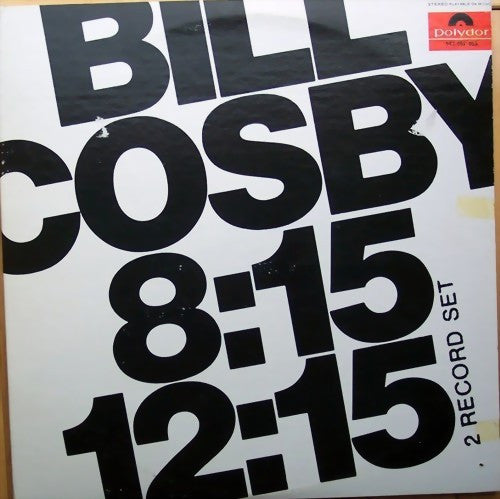 BILL
COSBY
8:15
12:15
2 RECORD SET
Polydor